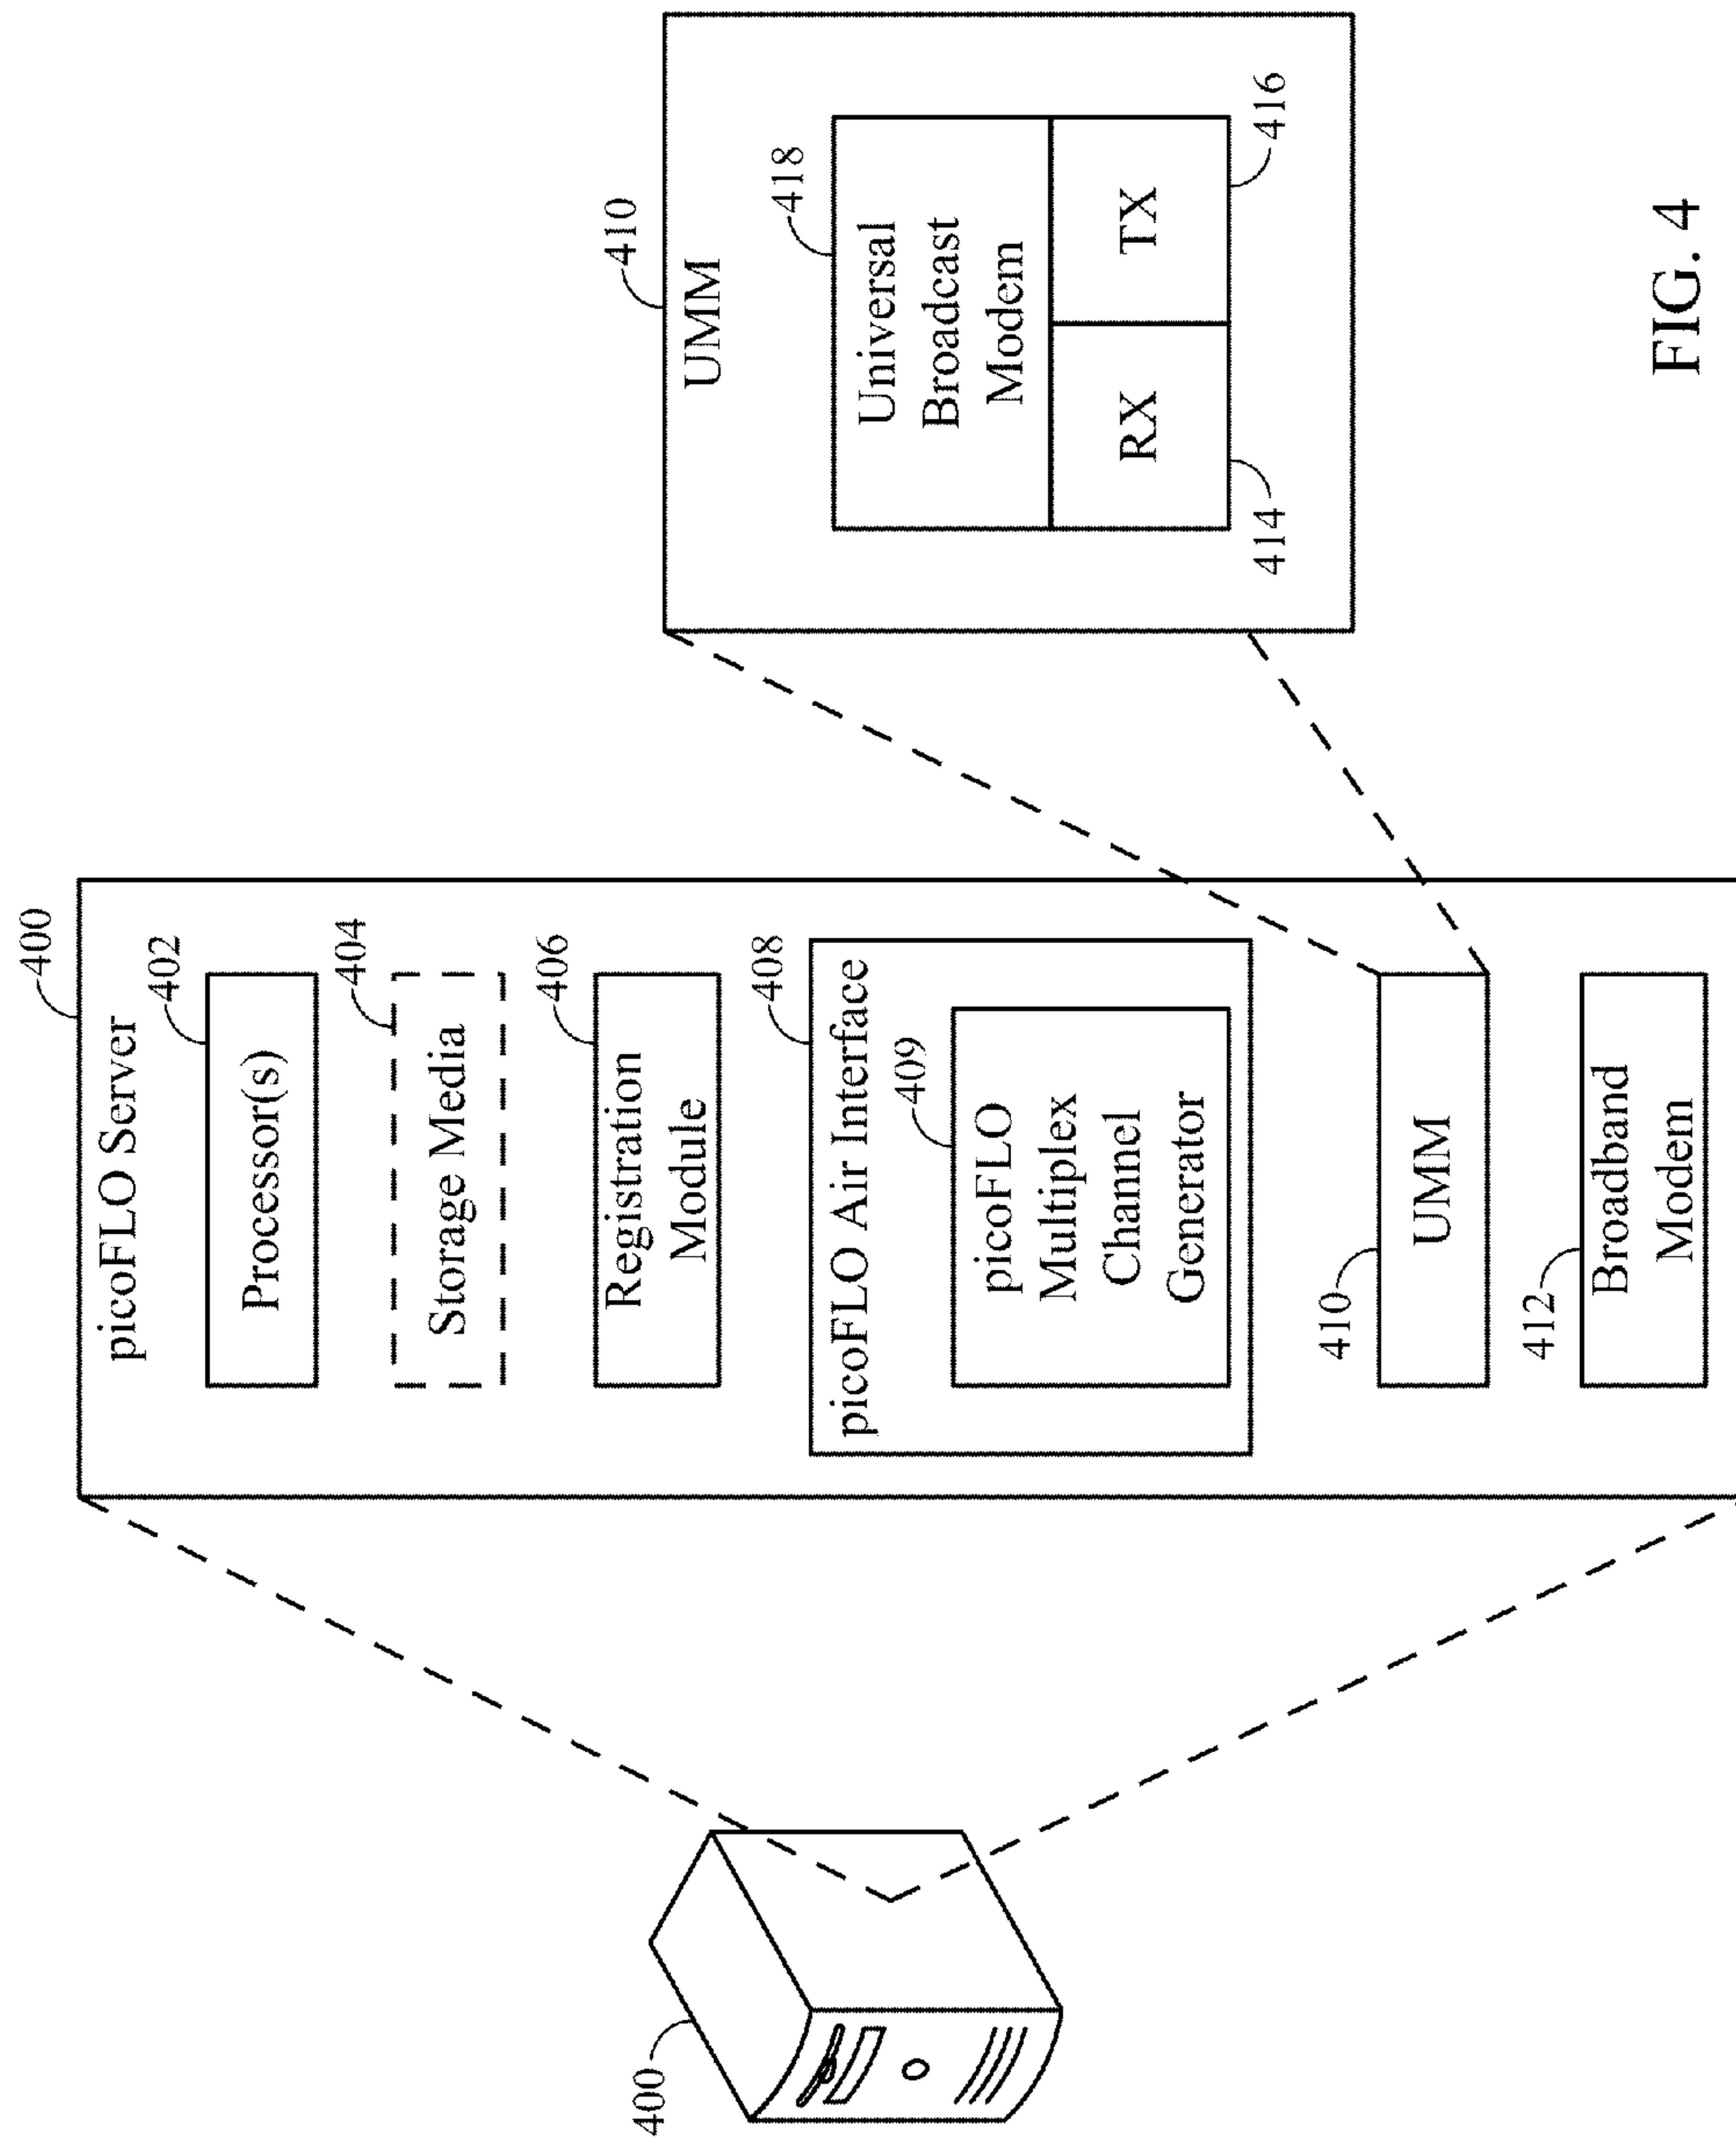 400
400
picoFLO Server
402
Processor(s)
404
Storage Media
406
Registration
Module
408
picoFLO Air Interface
409
picoFLO
Multiplex
Channel
Generator
410
UMM
412
Broadband
Modem
410
UMM
418
Universal
Broadcast
Modem
RX
TX
414
416
FIG. 4